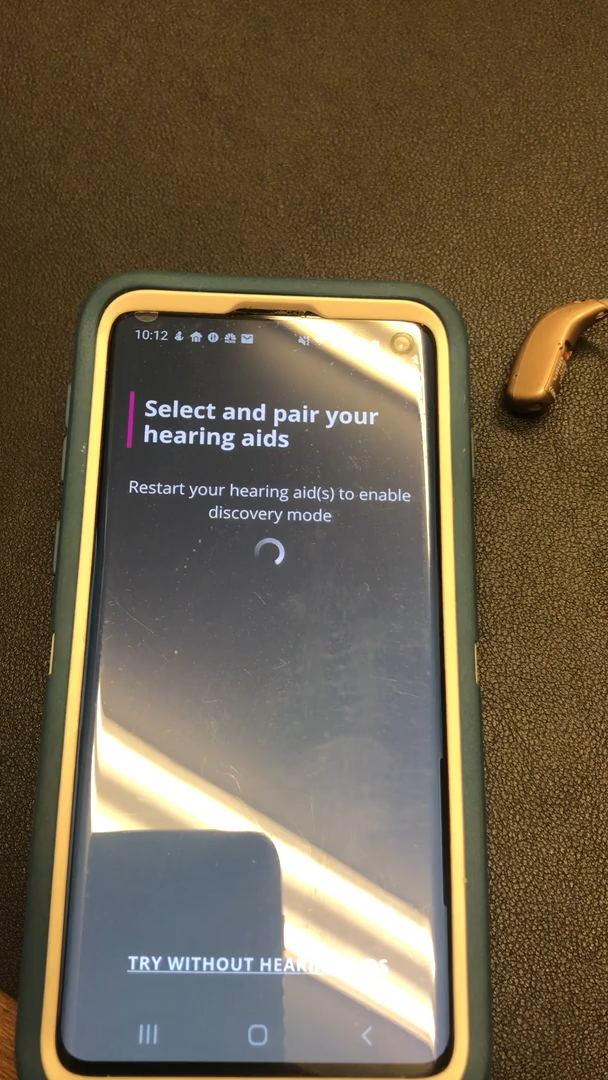 10:12
Select and pair your
hearing aids
Restart your hearing aid(s) to enable
discovery mode
TRY WITHOUT